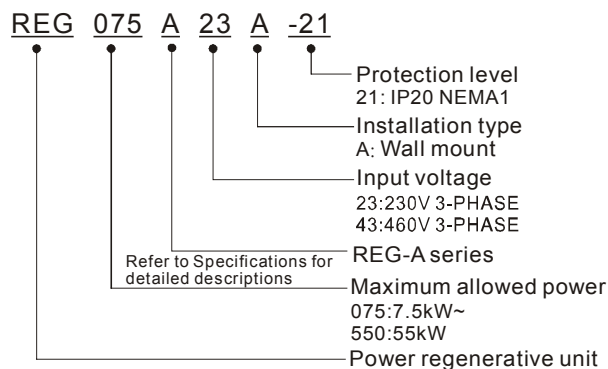 REG 075 A 23 A -21
Protection level
21: IP20 NEMA1
Installation type
A: Wall mount
Input voltage
23:230V 3-PHASE
43:460V 3-PHASE
REG-A series
Refer to Specifications for
detailed descriptions
Maximum allowed power
075:7.5kW~
550:55kW
Power regenerative unit